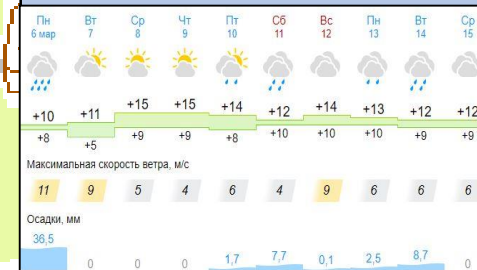 Пн Вт Ср Чт Пт Сб Вс Пн Вт Ср
6 мар 7 8 9 10 11 12 13 14 15
+10 +11 +15 +15 +14 +12 +14 +13 +12 +12
+8 +5 +9 +9 +8 +10 +10 +10 +9 +9
Максимальная скорость ветра, м/с
11 9 5 4 6 4 9 6 6 6
Осадки, мм
36,5 0 0 0 1,7 7,7 0,1 2,5 8,7 0